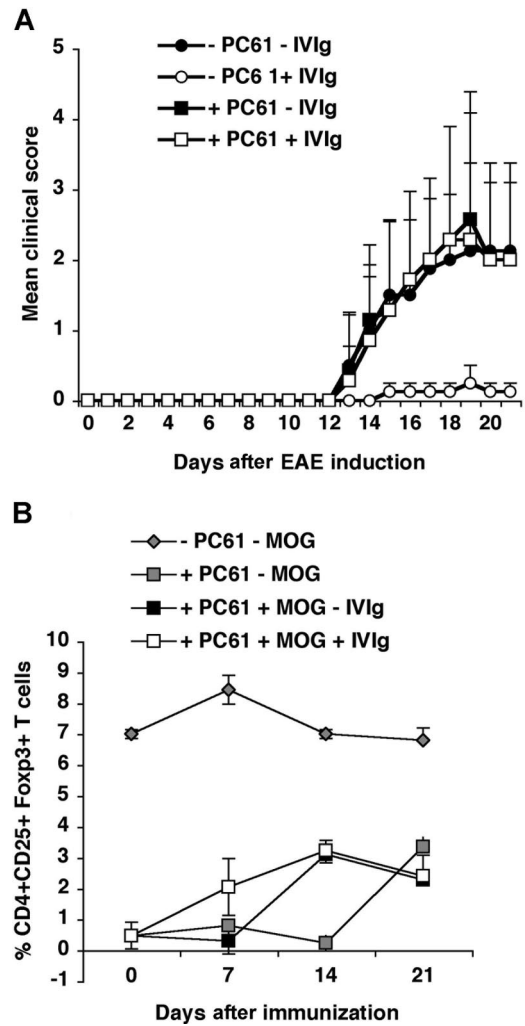 A
- PC61 - IVIg
- PC6 1+ IVIg
+ PC61 - IVIg
+ PC61 + IVIg
Mean clinical score
5
4
3
2
1
0
0 2 4 6 8 10 12 14 16 18 20
Days after EAE induction
B
- PC61 - MOG
+ PC61 - MOG
+ PC61 + MOG - IVIg
+ PC61 + MOG + IVIg
% CD4+CD25+ Foxp3+ T cells
10
9
8
7
6
5
4
3
2
1
0
-1
0 7 14 21
Days after immunization